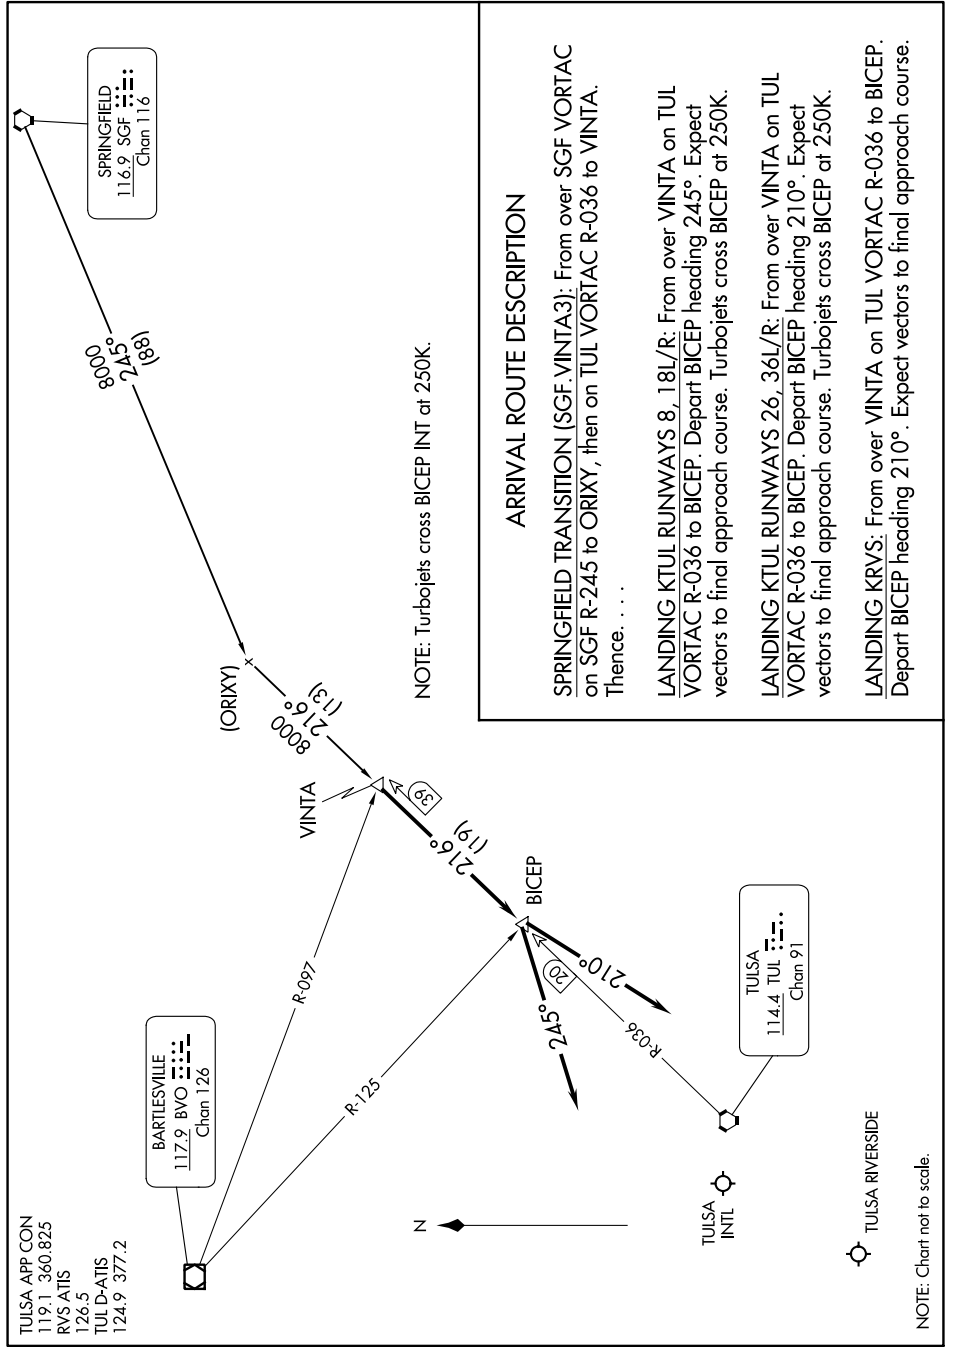 TULSA APP CON
119.1 360.825
RVS ATIS
126.5
TUL D-ATIS
124.9 377.2
BARTLESVILLE
117.9 BVO
Chan 126
SPRINGFIELD
116.9 SGF
Chan 116
8000
245°
(88)
(ORIXY)
8000
216°
(13)
VINTA
39
R-097
216°
(19)
BICEP
R-125
20
245°
210°
R-036
TULSA
114.4 TUL
Chan 91
N
TULSA
INTL
TULSA RIVERSIDE
NOTE: Chart not to scale.
NOTE: Turbojets cross BICEP INT at 250K.
ARRIVAL ROUTE DESCRIPTION
SPRINGFIELD TRANSITION (SGF.VINTA3): From over SGF VORTAC
on SGF R-245 to ORIXY, then on TUL VORTAC R-036 to VINTA.
Thence. . . .
LANDING KTUL RUNWAYS 8, 18L/R: From over VINTA on TUL
VORTAC R-036 to BICEP. Depart BICEP heading 245°. Expect
vectors to final approach course. Turbojets cross BICEP at 250K.
LANDING KTUL RUNWAYS 26, 36L/R: From over VINTA on TUL
VORTAC R-036 to BICEP. Depart BICEP heading 210°. Expect
vectors to final approach course. Turbojets cross BICEP at 250K.
LANDING KRVS: From over VINTA on TUL VORTAC R-036 to BICEP.
Depart BICEP heading 210°. Expect vectors to final approach course.